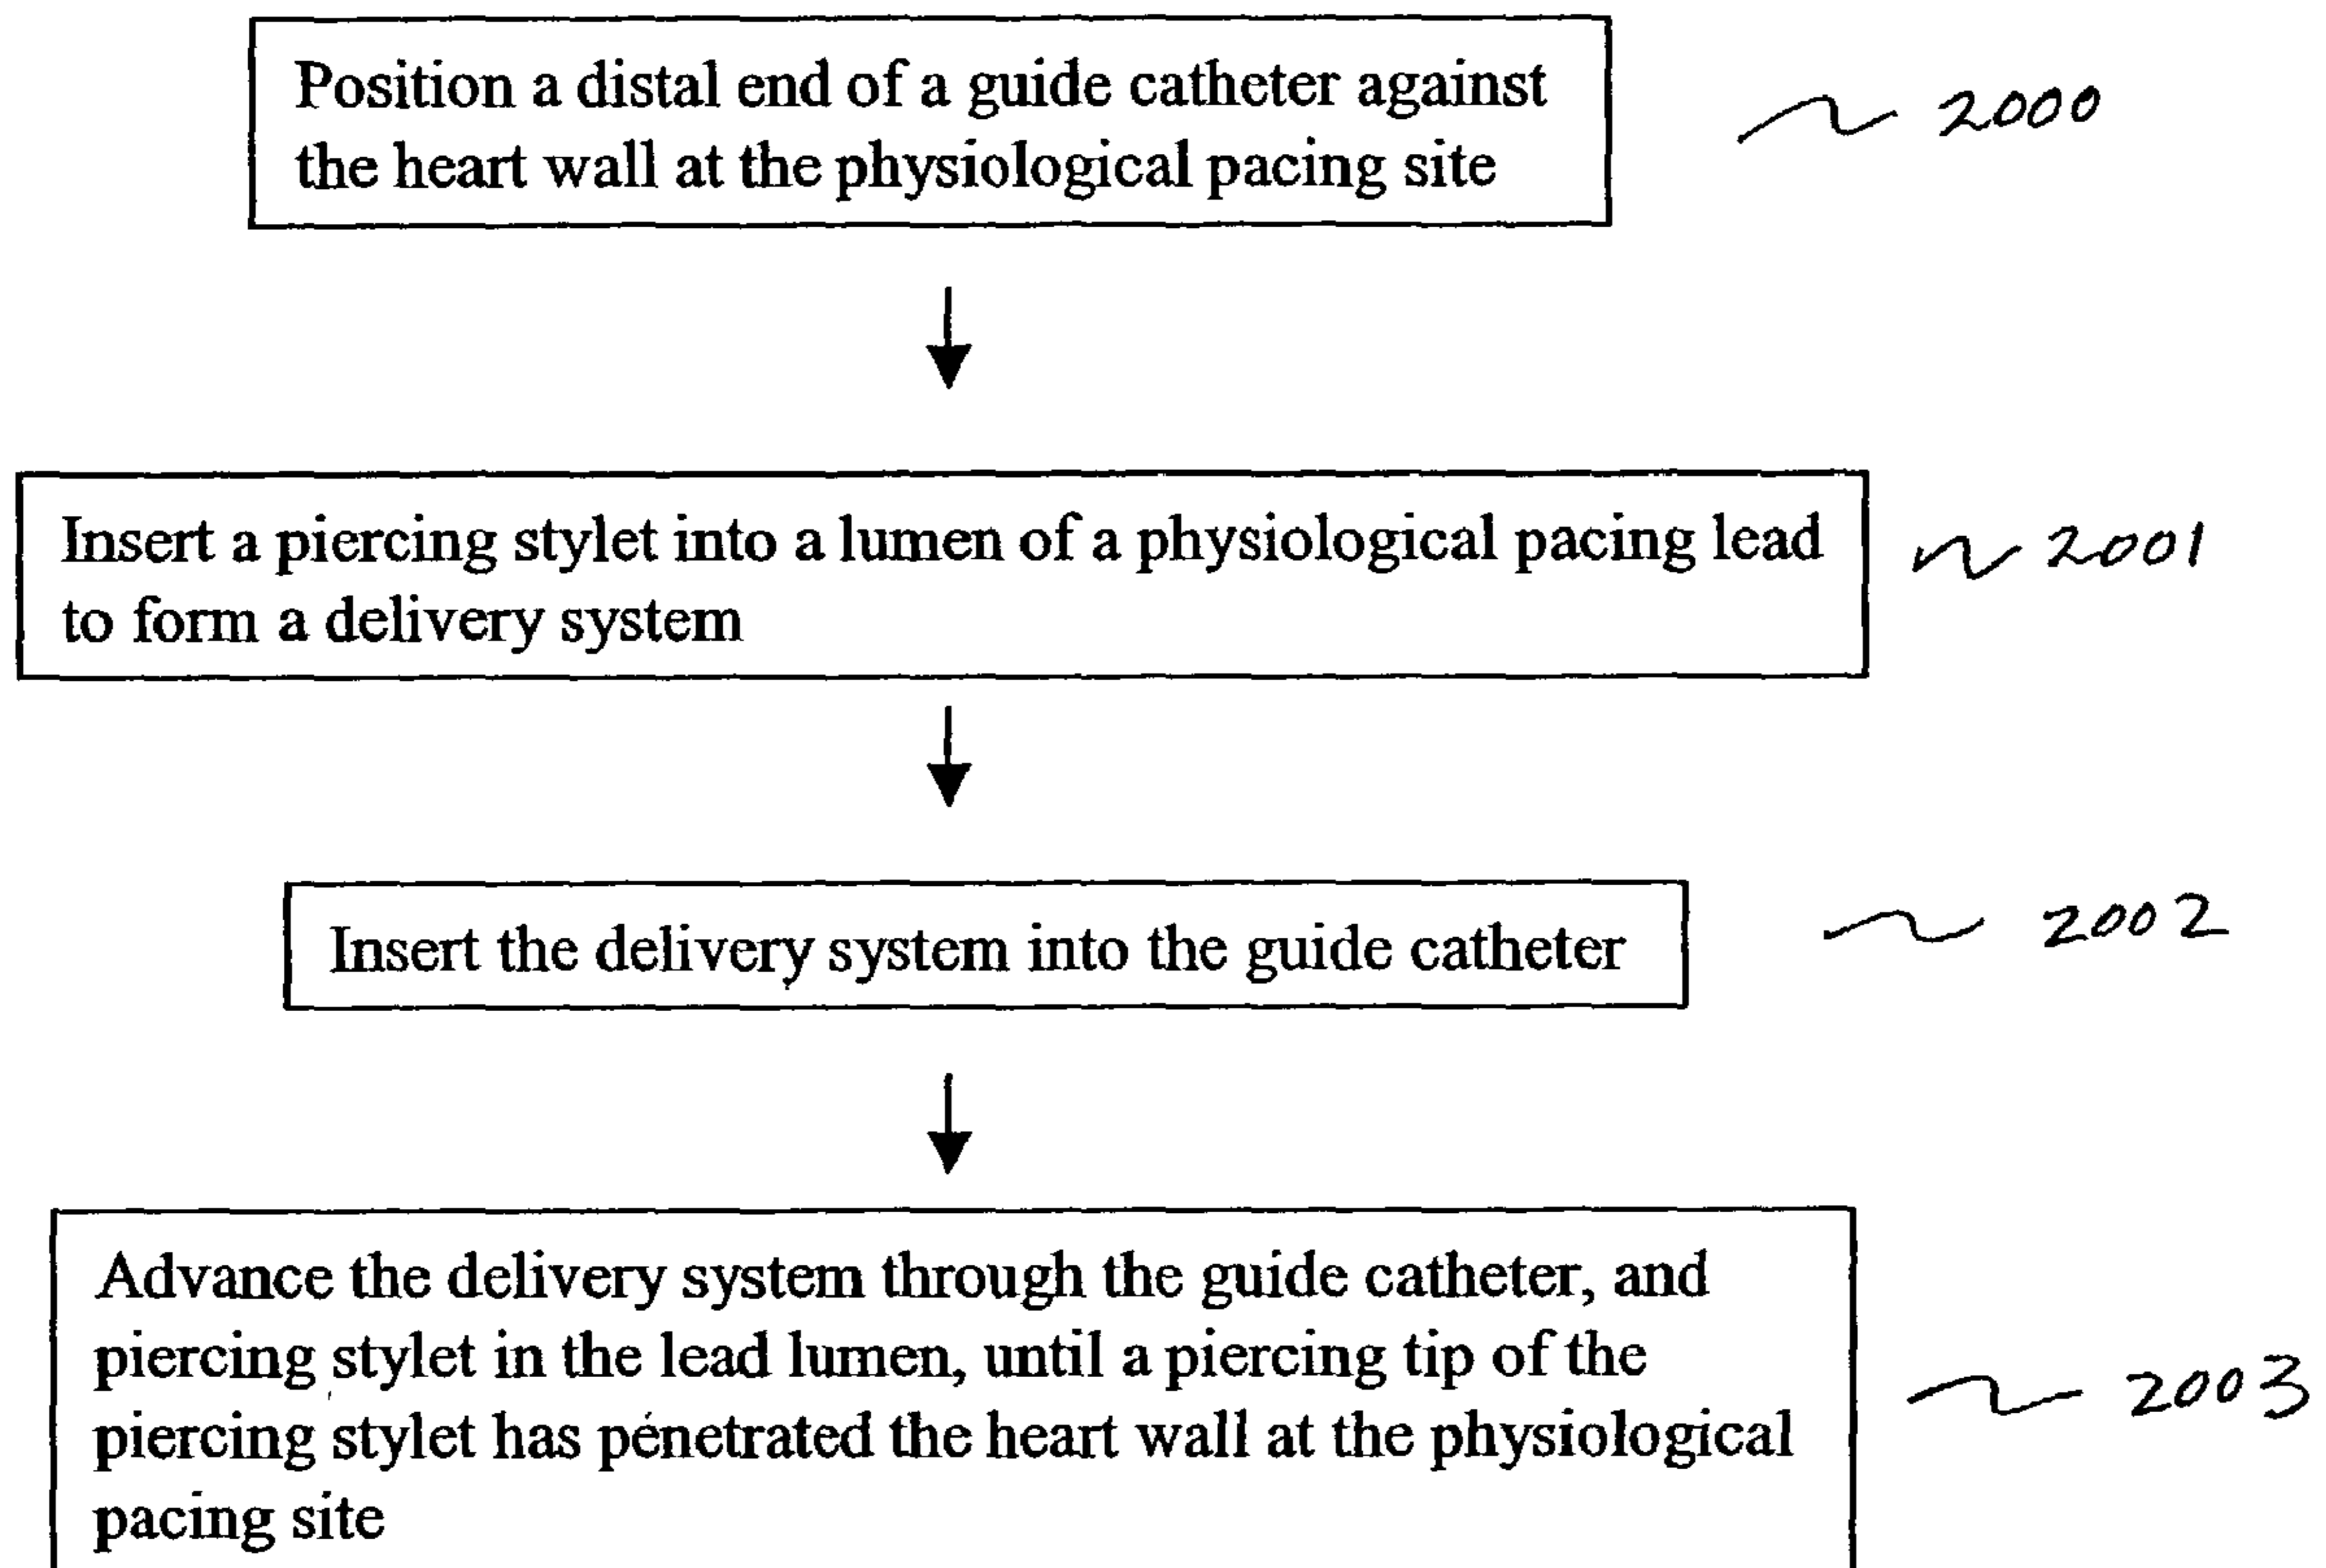 Position a distal end of a guide catheter against
the heart wall at the physiological pacing site
2000
Insert a piercing stylet into a lumen of a physiological pacing lead
to form a delivery system
2001
Insert the delivery system into the guide catheter
2002
Advance the delivery system through the guide catheter, and
piercing stylet in the lead lumen, until a piercing tip of the
piercing stylet has penetrated the heart wall at the physiological
pacing site
2003